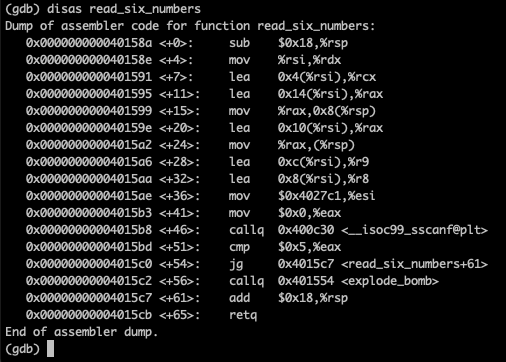 (gdb) disas read_six_numbers
Dump of assembler code for function read_six_numbers:
   0x000000000040158a <+0>:     sub    $0x18,%rsp
   0x000000000040158e <+4>:     mov    %rsi,%rdx
   0x0000000000401591 <+7>:     lea    0x4(%rsi),%rcx
   0x0000000000401595 <+11>:    lea    0x14(%rsi),%rax
   0x0000000000401599 <+15>:    mov    %rax,0x8(%rsp)
   0x000000000040159e <+20>:    lea    0x10(%rsi),%rax
   0x00000000004015a2 <+24>:    mov    %rax,(%rsp)
   0x00000000004015a6 <+28>:    lea    0xc(%rsi),%r9
   0x00000000004015aa <+32>:    lea    0x8(%rsi),%r8
   0x00000000004015ae <+36>:    mov    $0x4027c1,%esi
   0x00000000004015b3 <+41>:    mov    $0x0,%eax
   0x00000000004015b8 <+46>:    callq  0x400c30 <__isoc99_sscanf@plt>
   0x00000000004015bd <+51>:    cmp    $0x5,%eax
   0x00000000004015c0 <+54>:    jg     0x4015c7 <read_six_numbers+61>
   0x00000000004015c2 <+56>:    callq  0x401554 <explode_bomb>
   0x00000000004015c7 <+61>:    add    $0x18,%rsp
   0x00000000004015cb <+65>:    retq
End of assembler dump.
(gdb)